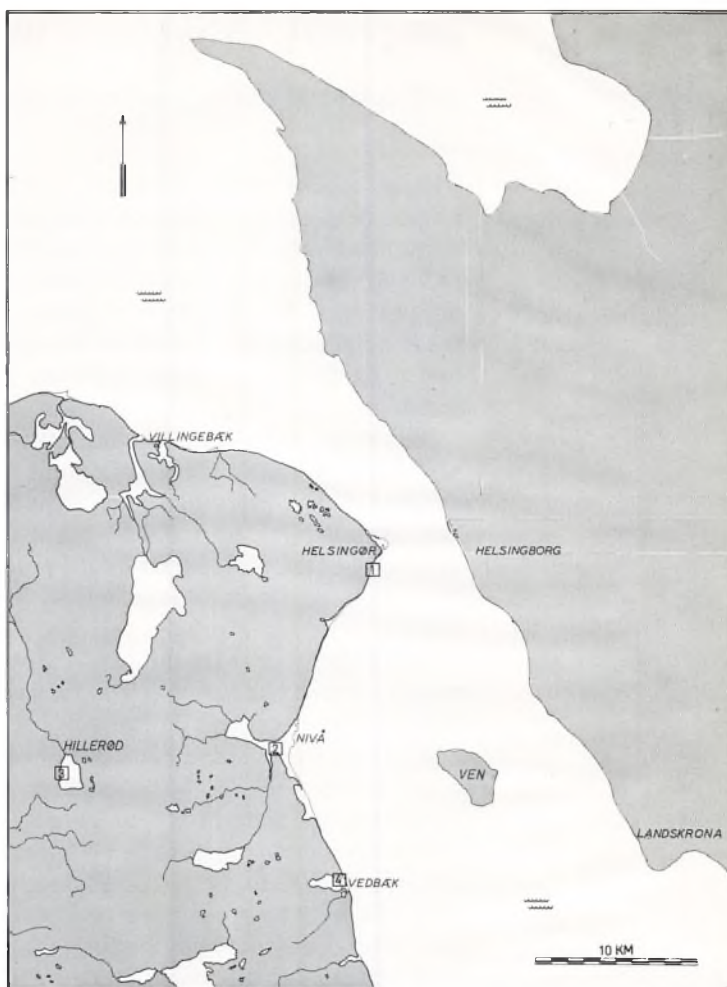 VILLINGEBÆK
HELSINGØR
HELSINGBORG
1
NIVÅ
2
HILLERØD
3
VEN
LANDSKRONA
4
VEDBÆK
10 KM